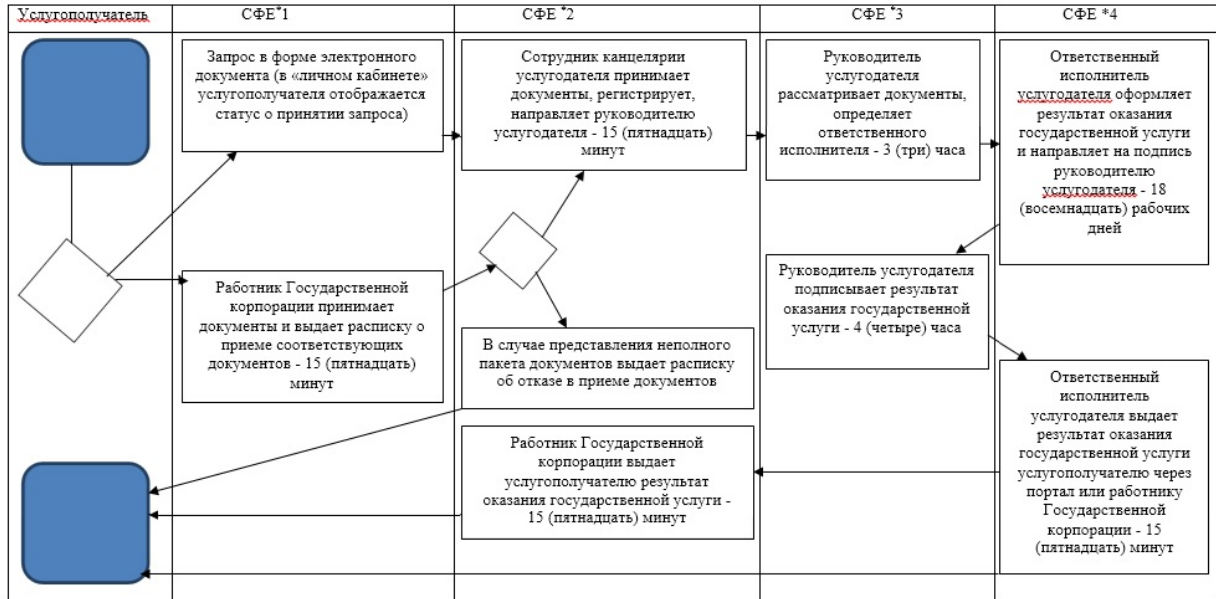 Услугополучатель
СФЕ*1
СФЕ *2
СФЕ *3
СФЕ *4
Запрос в форме электронного
документа (в «личном кабинете»
услугополучателя отображается
статус о принятии запроса)
Сотрудник канцелярии
услугодателя принимает
документы, регистрирует,
направляет руководителю
услугодателя - 15 (пятнадцать)
минут
Руководитель
услугодателя
рассматривает документы,
определяет
ответственного
исполнителя - 3 (три) часа
Ответственный
исполнитель
услугодателя оформляет
результат оказания
государственной услуги
и направляет на подпись
руководителю
услугодателя - 18
(восемнадцать) рабочих
дней
Работник Государственной
корпорации принимает
документы и выдает расписку о
приеме соответствующих
документов - 15 (пятнадцать)
минут
Руководитель услугодателя
подписывает результат
оказания государственной
услуги - 4 (четыре) часа
В случае представления неполного
пакета документов выдает расписку
об отказе в приеме документов
Работник Государственной
корпорации выдает
услугополучателю результат
оказания государственной услуги -
15 (пятнадцать) минут
Ответственный
исполнитель
услугодателя выдает
результат оказания
государственной услуги
услугополучателю через
портал или работнику
Государственной
корпорации - 15
(пятнадцать) минут